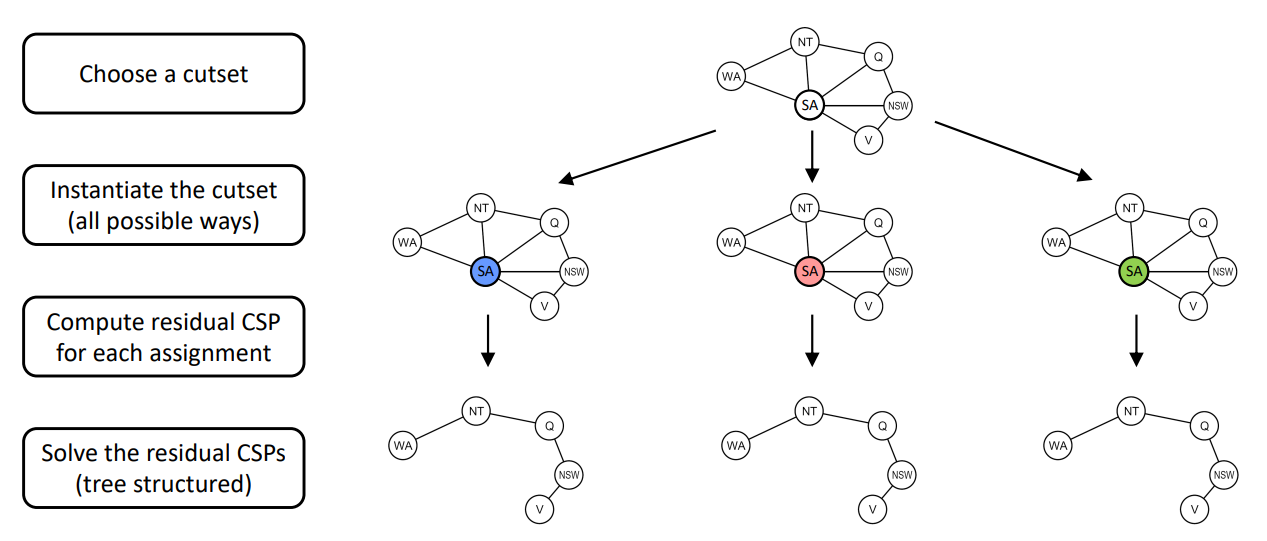 Choose a cutset
Instantiate the cutset
(all possible ways)
Compute residual CSP
for each assignment
Solve the residual CSPs
(tree structured)
NT
Q
WA
SA
NSW
V
NT
Q
WA
SA
NSW
V
NT
Q
WA
SA
NSW
V
NT
Q
WA
SA
NSW
V
NT
Q
WA
NSW
V
NT
Q
WA
NSW
V
NT
Q
WA
NSW
V